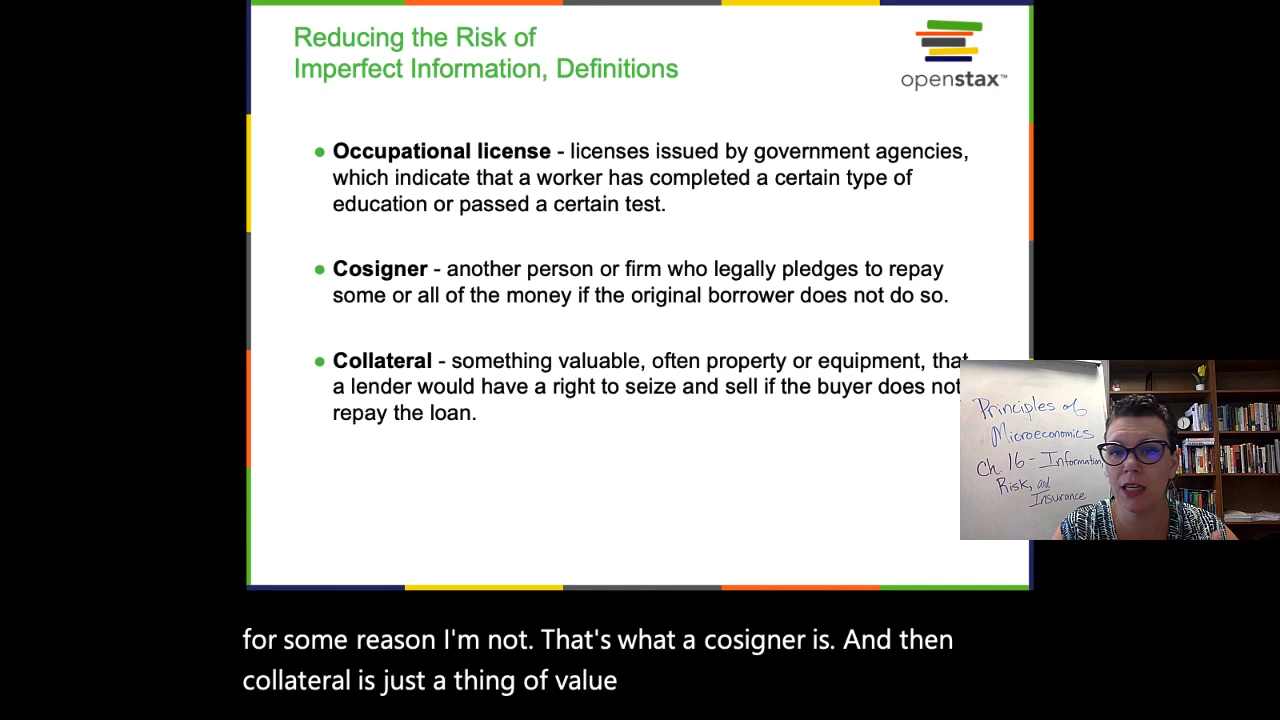 Reducing the Risk of
Imperfect Information, Definitions
openstax™
● Occupational license - licenses issued by government agencies,
which indicate that a worker has completed a certain type of
education or passed a certain test.
● Cosigner - another person or firm who legally pledges to repay
some or all of the money if the original borrower does not do so.
● Collateral - something valuable, often property or equipment, that
a lender would have a right to seize and sell if the buyer does not
repay the loan.
Principles of
Microeconomics
Ch. 16 - Information,
Risk, and
Insurance
for some reason I'm not. That's what a cosigner is. And then
collateral is just a thing of value